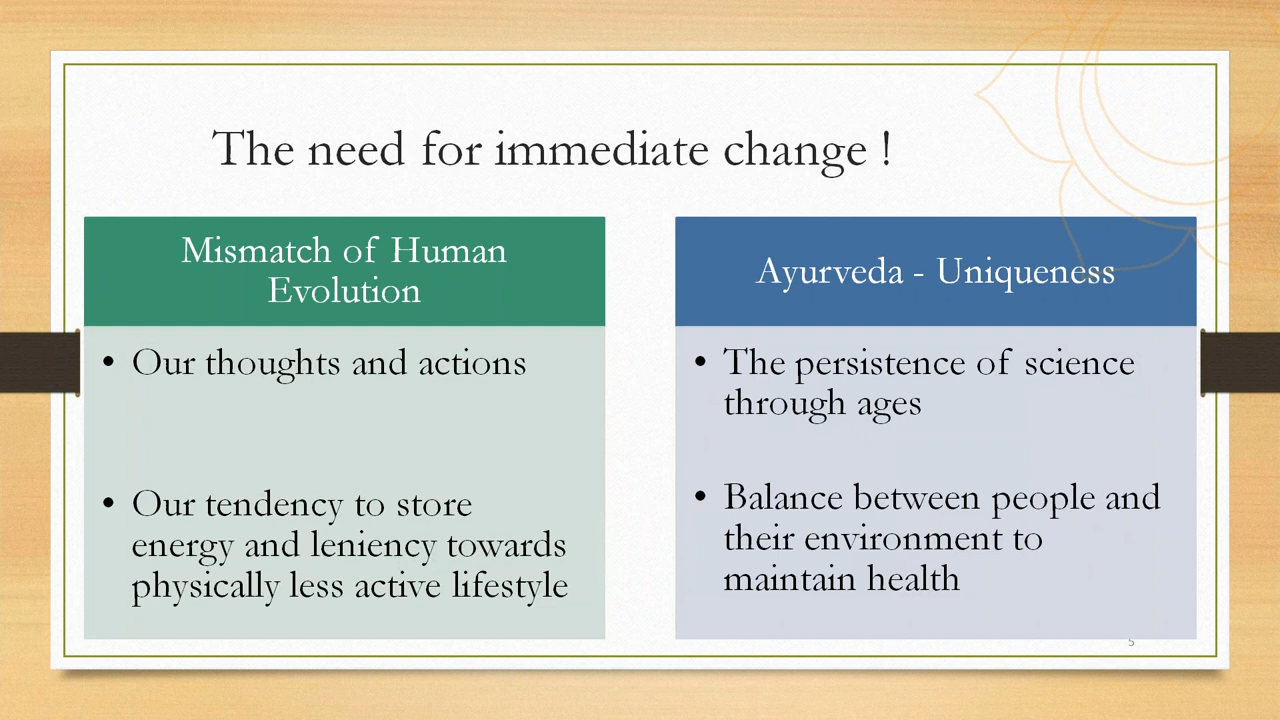 The need for immediate change !
Mismatch of Human
Evolution
• Our thoughts and actions
• Our tendency to store
energy and leniency towards
physically less active lifestyle
Ayurveda - Uniqueness
• The persistence of science
through ages
• Balance between people and
their environment to
maintain health
5